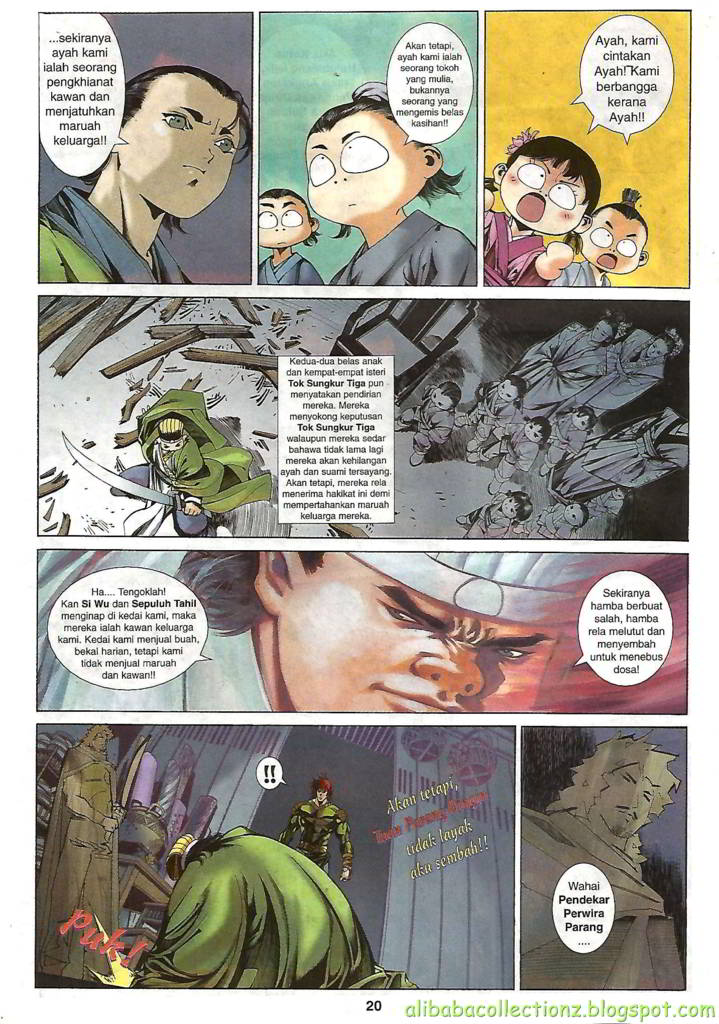 ...sekiranya
ayah kami
ialah seorang
pengkhianat
kawan dan
menjatuhkan
maruah
keluarga!!
Akan tetapi,
ayah kami ialah
seorang tokoh
yang mulia,
bukannya
seorang yang
mengemis belas
kasihan!!
Ayah, kami
cintakan
Ayah! Kami
berbangga
kerana
Ayah!!
Kedua-dua belas anak
dan kempat-empat isteri
Tok Sungkur Tiga pun
menyatakan pendirian
mereka. Mereka
menyokong keputusan
Tok Sungkur Tiga
walaupun mereka sedar
bahawa tidak lama lagi
mereka akan kehilangan
ayah dan suami tersayang.
Akan tetapi, mereka rela
menerima hakikat ini demi
mempertahankan maruah
keluarga mereka.
Ha.... Tengoklah!
Kan Si Wu dan Sepuluh Tahil
menginap di kedai kami, maka
mereka ialah kawan keluarga
kami. Kedai kami menjual buah,
bekal harian, tetapi kami
tidak menjual maruah
dan kawan!!
Sekiranya
hamba berbuat
salah, hamba
rela melutut dan
menyembah
untuk menebus
dosa!
!!
Akan tetapi,
Parang
tidak layak
aku sembah!!
Puk!
Wahai
Pendekar
Perwira
Parang
....
20
alibabacollectionz.blogspot.com